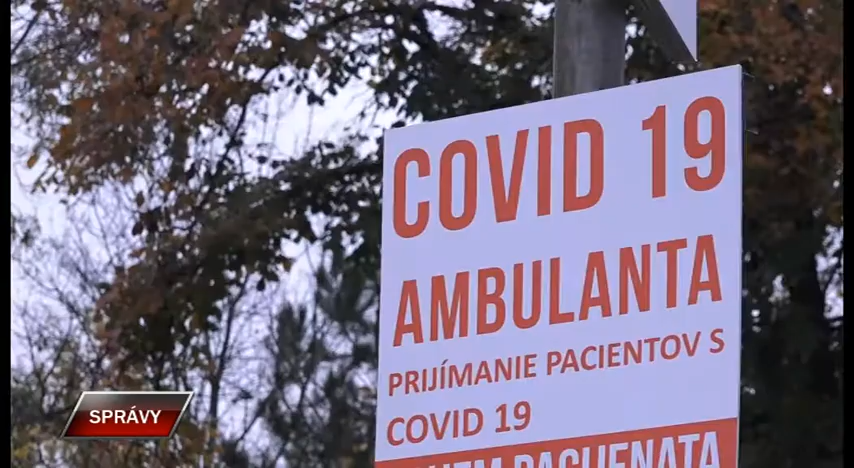 COVID 19
AMBULANTA
PRIJÍMANIE PACIENTOV S
COVID 19
SPRÁVY